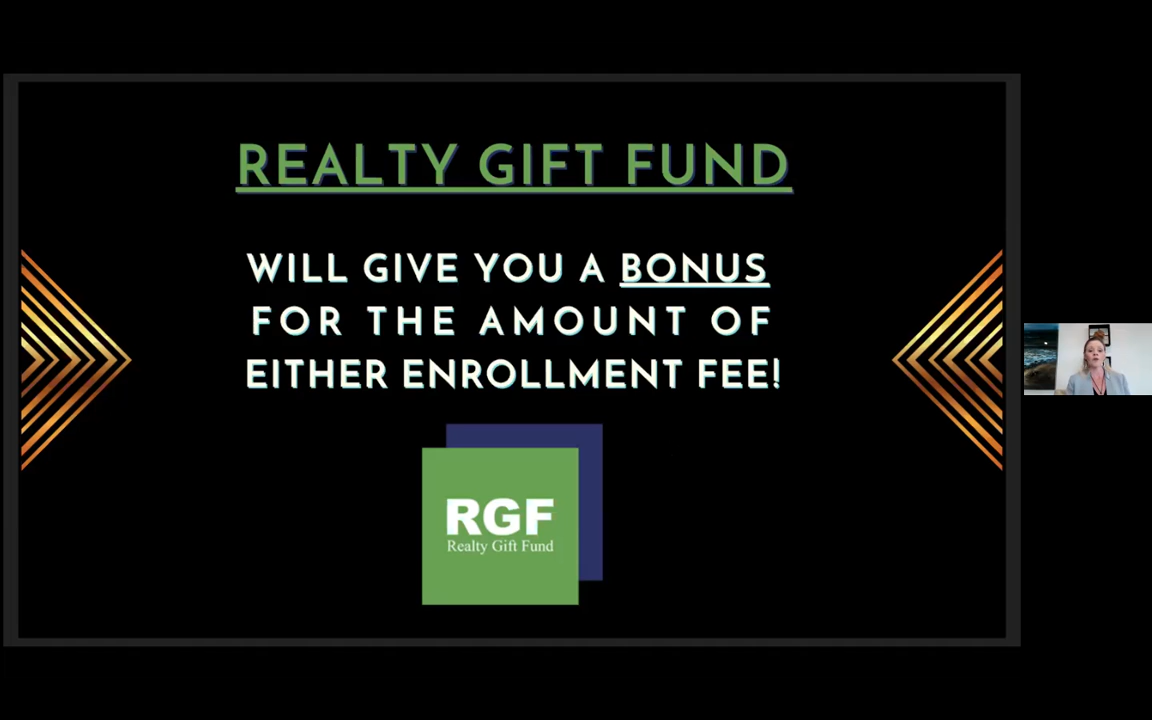 REALTY GIFT FUND
WILL GIVE YOU A BONUS
FOR THE AMOUNT OF
EITHER ENROLLMENT FEE!
RGF
Realty Gift Fund